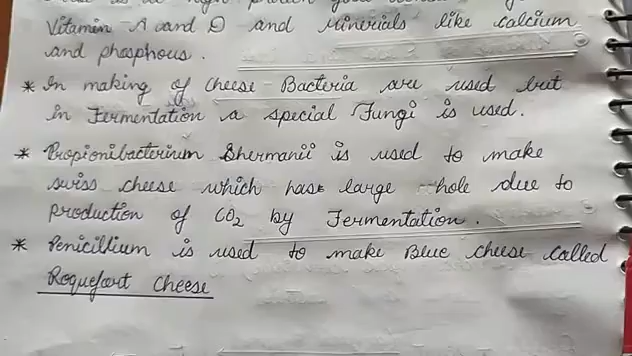 Vitamin A and D and Minerials like calcium
and phosphous.
* In making of Cheese Bacteria are used but
in Fermentation a special Fungi is used.
* Propionibacterium Shermanii is used to make
swiss cheese which has large hole due to
production of CO2 by Fermentation.
* Penicillium is used to make Blue cheese called
Roquefort Cheese